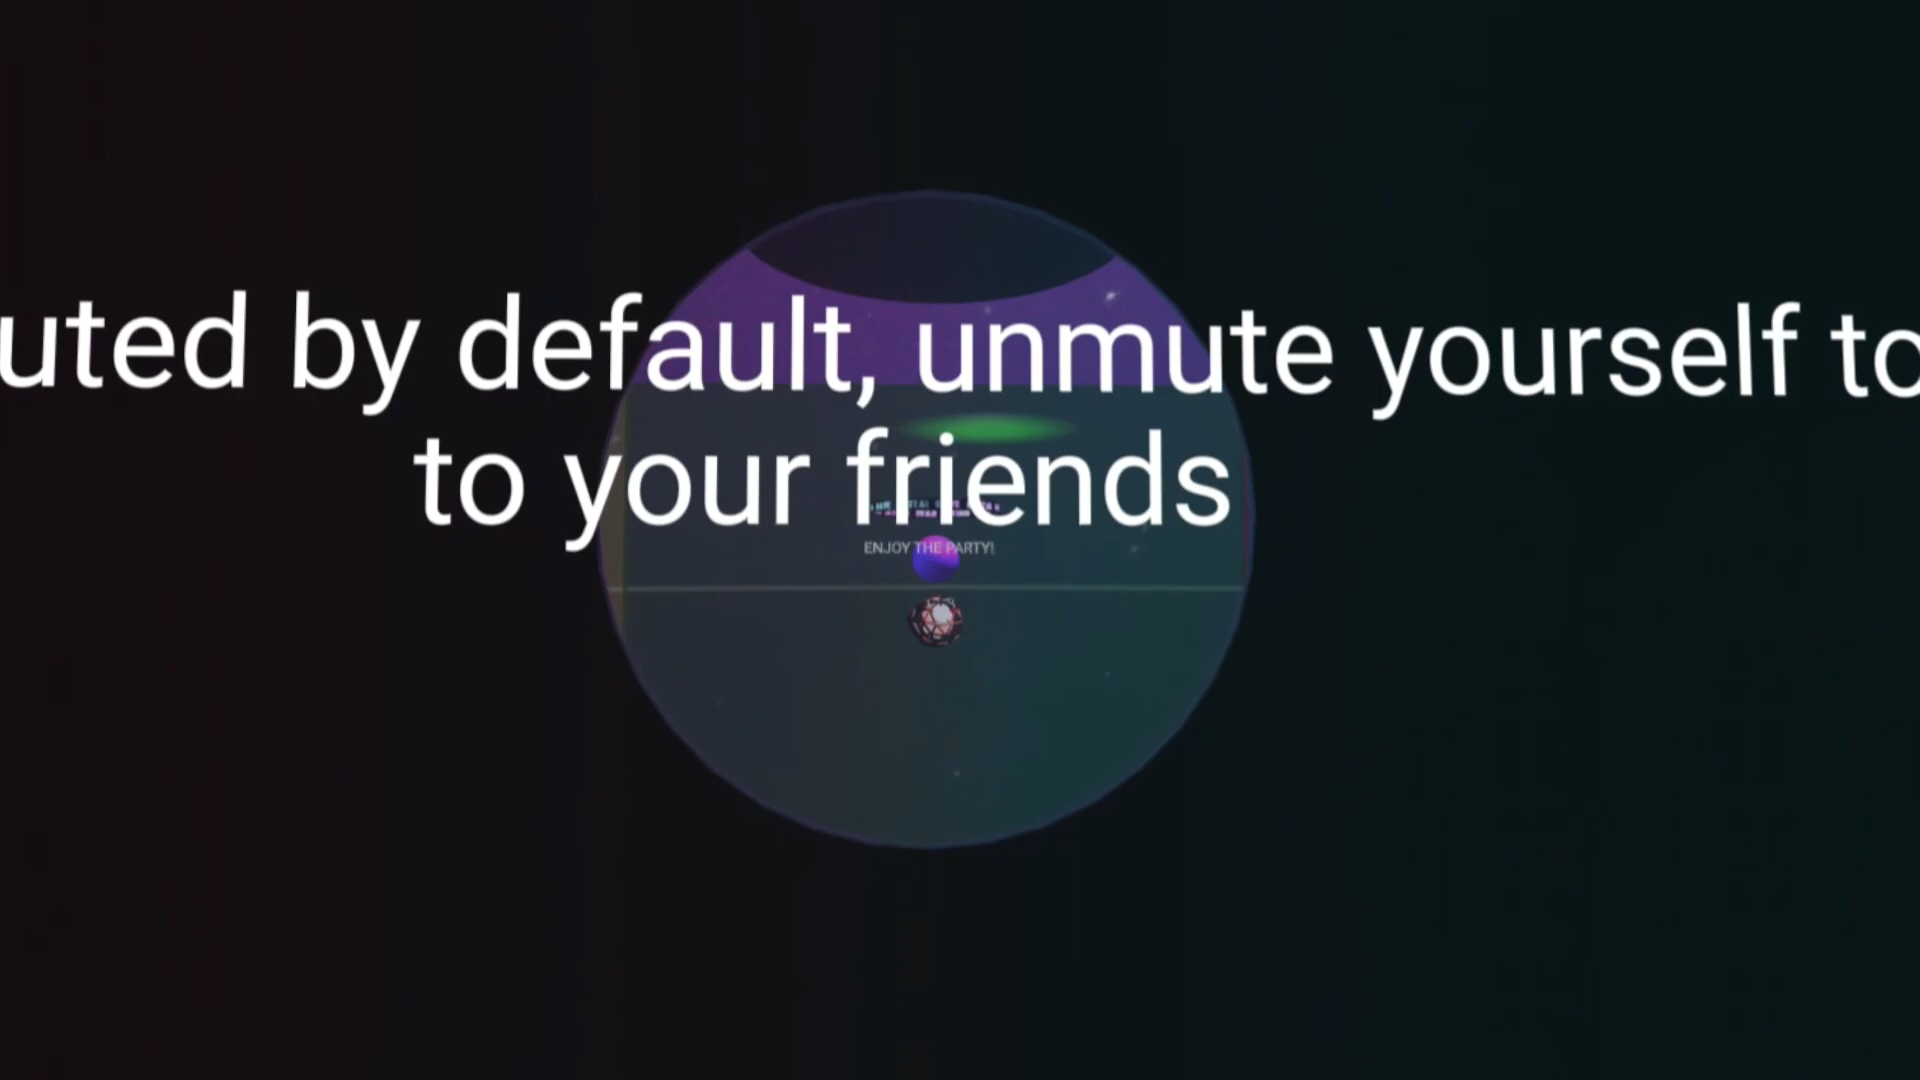 uted by default, unmute yourself to
to your friends
ENJOY THE PARTY!